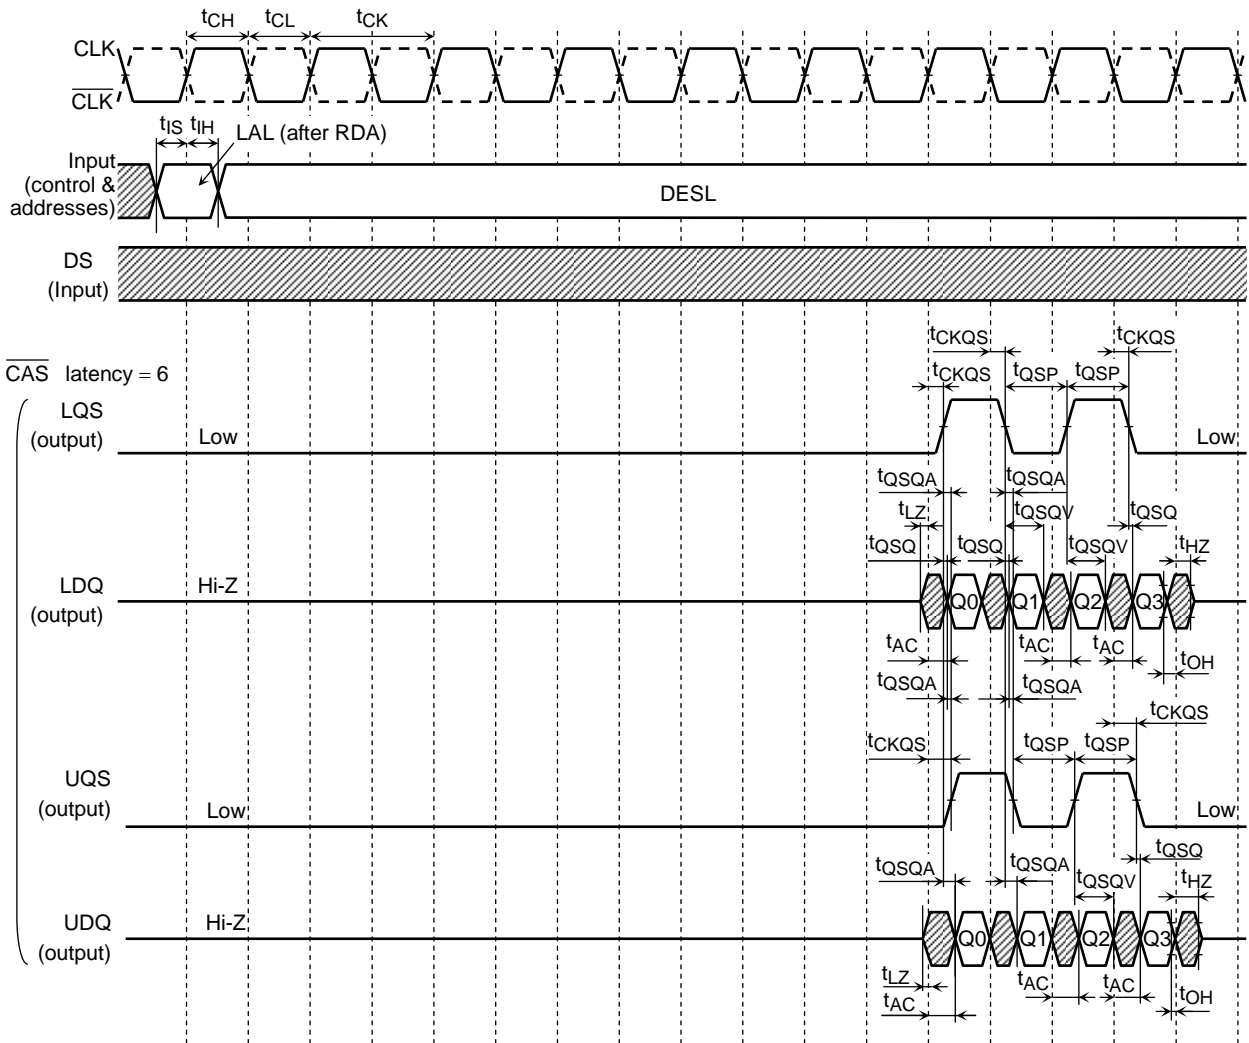 tCH tCL tCK
CLK
CLK
tIS tIH LAL (after RDA)
Input
(control &
addresses)
DESL
DS
(Input)
tCKQS tCKQS
CAS latency = 6
tCKQS tQSP tQSP
LQS
(output)
Low
Low
tQSQA tQSQA
tLZ tQSQV tQSQ
tQSQ tQSQ tQSQV tHZ
LDQ
(output)
Hi-Z
Q0 Q1 Q2 Q3
tAC tAC tAC tOH
tQSQA tQSQA
tCKQS
tCKQS tQSP tQSP
UQS
(output)
Low
Low
tQSQ
tQSQA tQSQA tQSQV tHZ
UDQ
(output)
Hi-Z
Q0 Q1 Q2 Q3
tLZ tAC tAC tOH
tAC